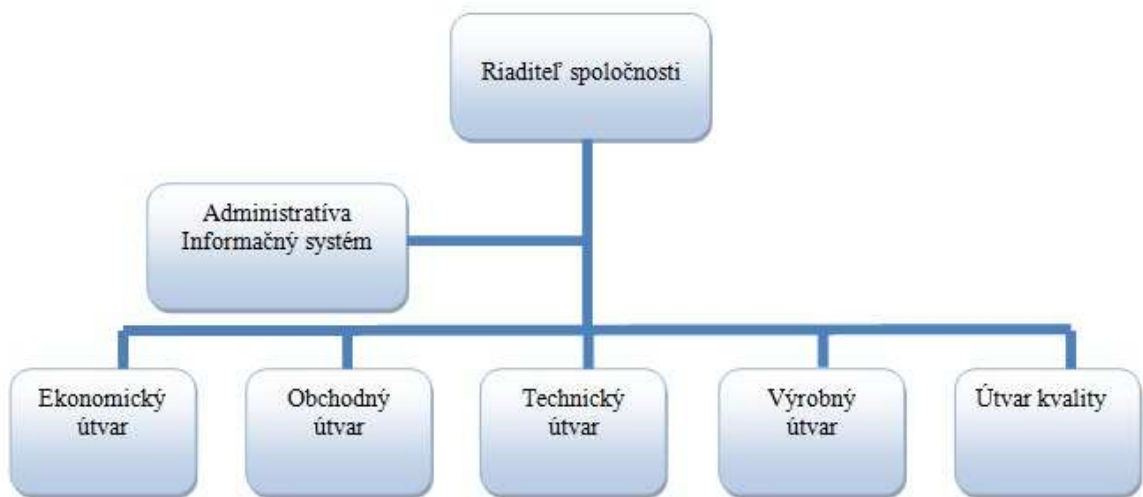 Riaditeľ spoločnosti
Administratíva
Informačný systém
Ekonomický
útvar
Obchodný
útvar
Technický
útvar
Výrobný
útvar
Útvar kvality